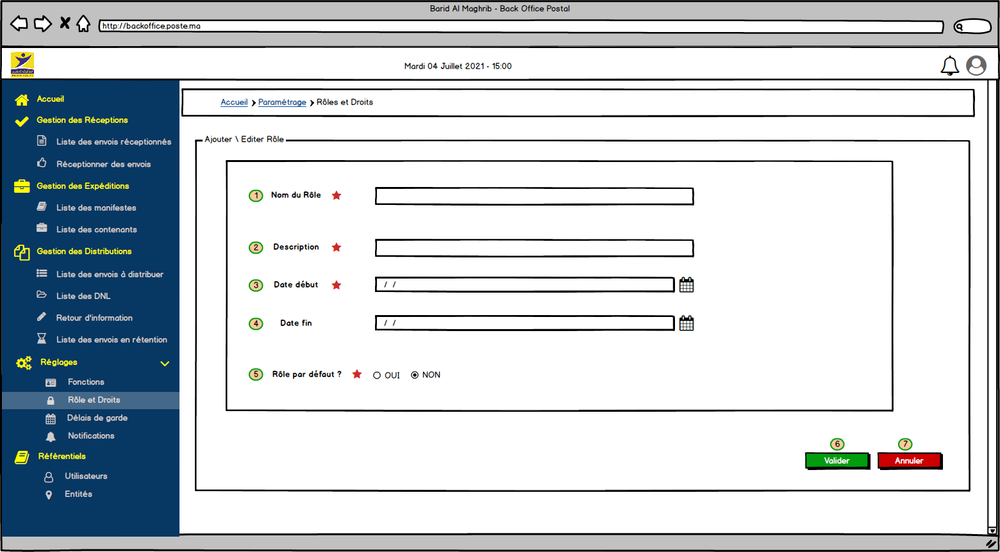 Barid Al Maghrib - Back Office Postal
http://backoffice.poste.ma
Mardi 04 Juillet 2021 - 15:00
Accueil
Gestion des Réceptions
Liste des envois réceptionnés
Réceptionner des envois
Gestion des Expéditions
Liste des manifestes
Liste des contenants
Gestion des Distributions
Liste des envois à distribuer
Liste des DNL
Retour d'information
Liste des envois en rétention
Réglages
Fonctions
Rôle et Droits
Délais de garde
Notifications
Référentiels
Utilisateurs
Entités
Accueil > Paramétrage > Rôles et Droits
Ajouter \ Editer Rôle
1 Nom du Rôle
2 Description
3 Date début / /
4 Date fin / /
5 Rôle par défaut ? OUI NON
6 7
Valider Annuler